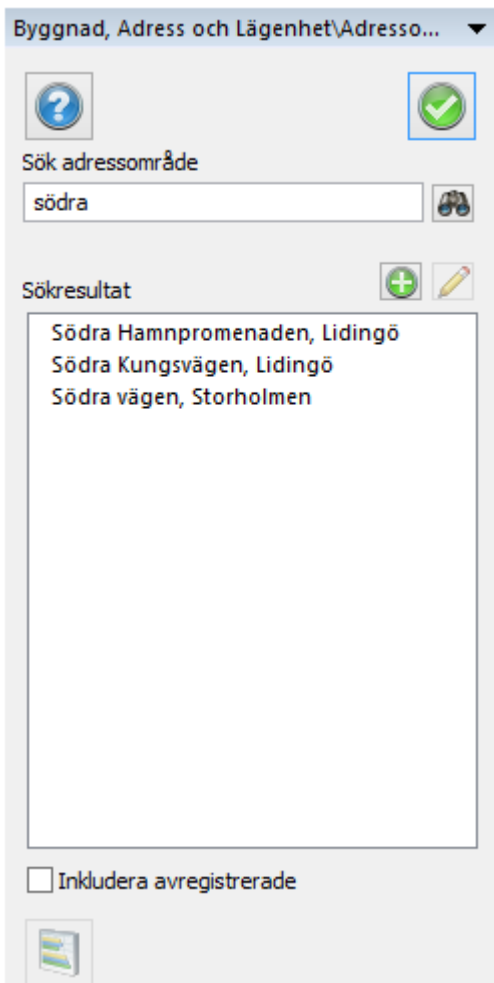 Byggnad, Adress och Lägenhet\Adresso...
Sök adressområde
södra
Sökresultat
Södra Hamnpromenaden, Lidingö
Södra Kungsvägen, Lidingö
Södra vägen, Storholmen
Inkludera avregistrerade